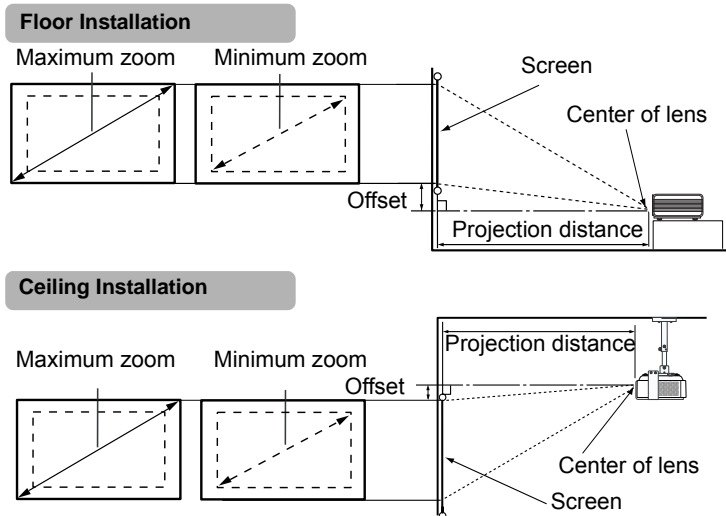 Floor Installation
Maximum zoom
Minimum zoom
Screen
Center of lens
Offset
Projection distance
Ceiling Installation
Maximum zoom
Minimum zoom
Projection distance
Offset
Center of lens
Screen